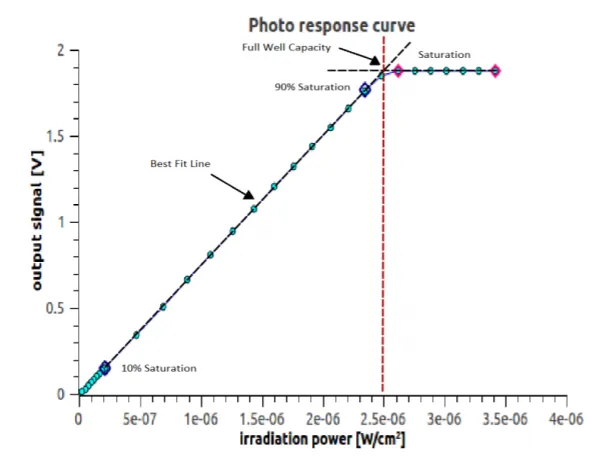 Photo response curve
Full Well Capacity
Saturation
90% Saturation
Best Fit Line
10% Saturation
output signal [V]
2
1.5
1
0.5
0
0 5e-07 1e-06 1.5e-06 2e-06 2.5e-06 3e-06 3.5e-06 4e-06
irradiation power [W/cm²]